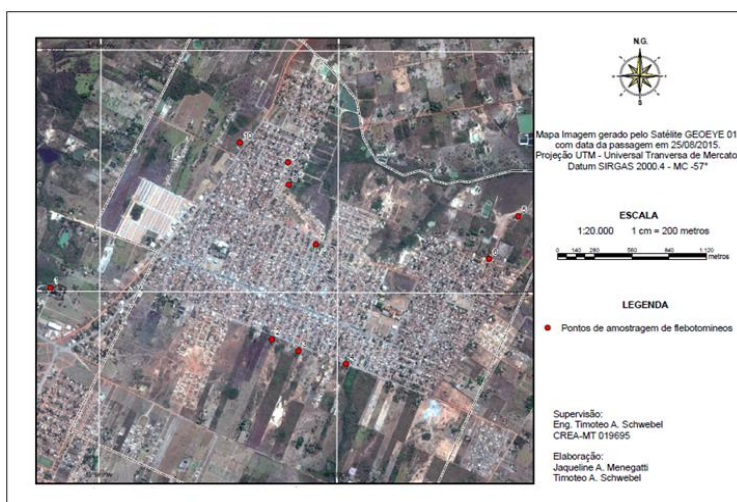 N.G.
S
Mapa Imagem gerado pelo Satélite GEOEYE 01
com data da passagem em 25/08/2015.
Projeção UTM - Universal Tranversa de Mercato
Datum SIRGAS 2000.4 - MC -57°
ESCALA
1:20.000 1 cm = 200 metros
0 140 280 560 840 1.120
metros
LEGENDA
Pontos de amostragem de flebotomineos
Supervisão:
Eng. Timoteo A. Schwebel
CREA-MT 019695
Elaboração:
Jaqueline A. Menegatti
Timoteo A. Schwebel
10